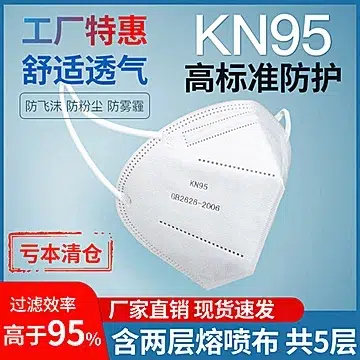 工厂特惠
舒适透气
防飞沫 防粉尘 防雾霾
KN95
高标准防护
KN95
GB2626-2006
亏本清仓
过滤效率
高于95%
厂家直销 现货速发
含两层熔喷布 共5层